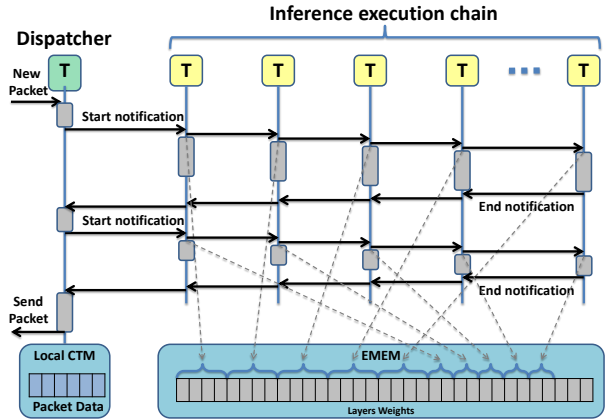 Inference execution chain
Dispatcher
T
T
T
T
T
T
New
Packet
Start notification
End notification
Start notification
End notification
Send
Packet
Local CTM
Packet Data
EMEM
Layers Weights